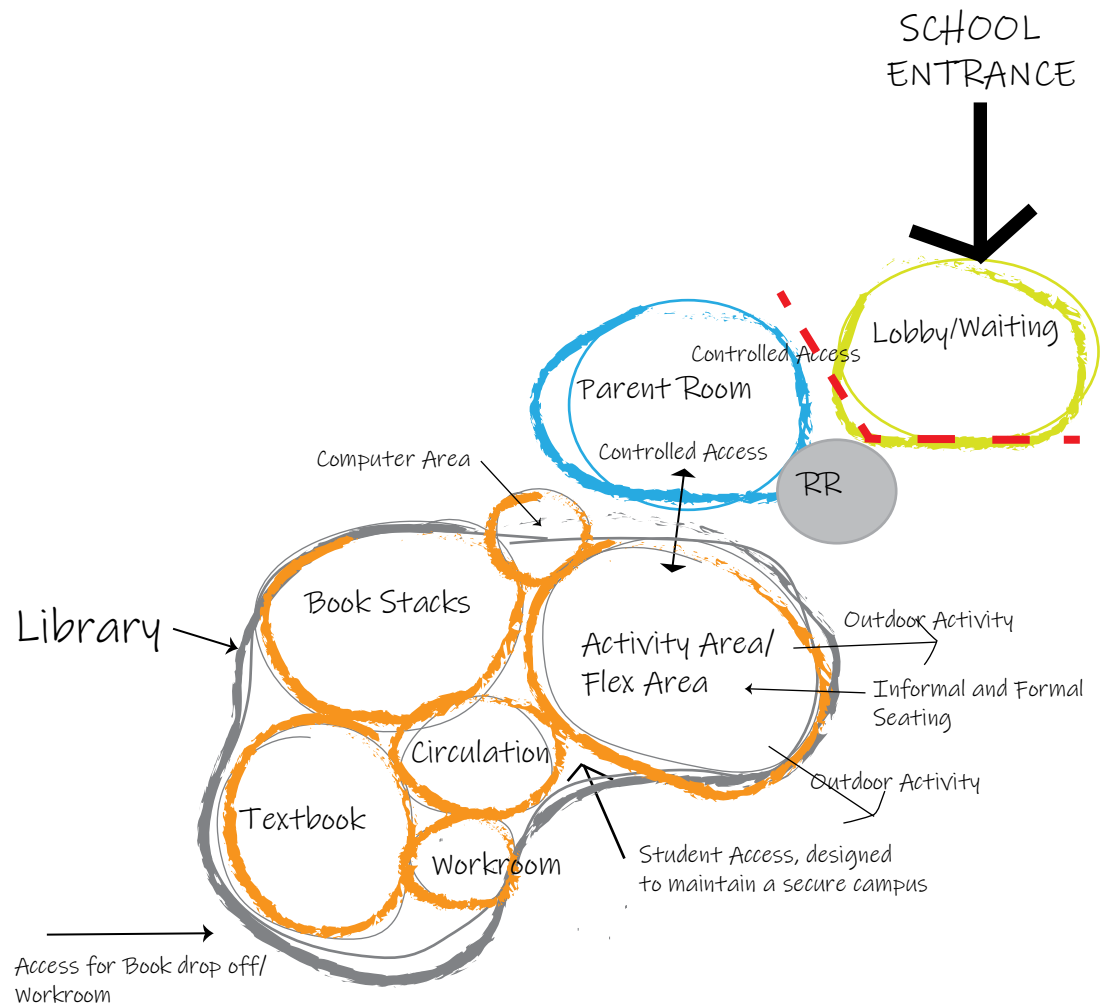 SCHOOL
ENTRANCE
Lobby/Waiting
Controlled Access
Parent Room
Controlled Access
Computer Area
RR
Book Stacks
Library
Outdoor Activity
Activity Area/
Flex Area
Informal and Formal
Seating
Circulation
Outdoor Activity
Textbook
Workroom
Student Access, designed
to maintain a secure campus
Access for Book drop off/
Workroom